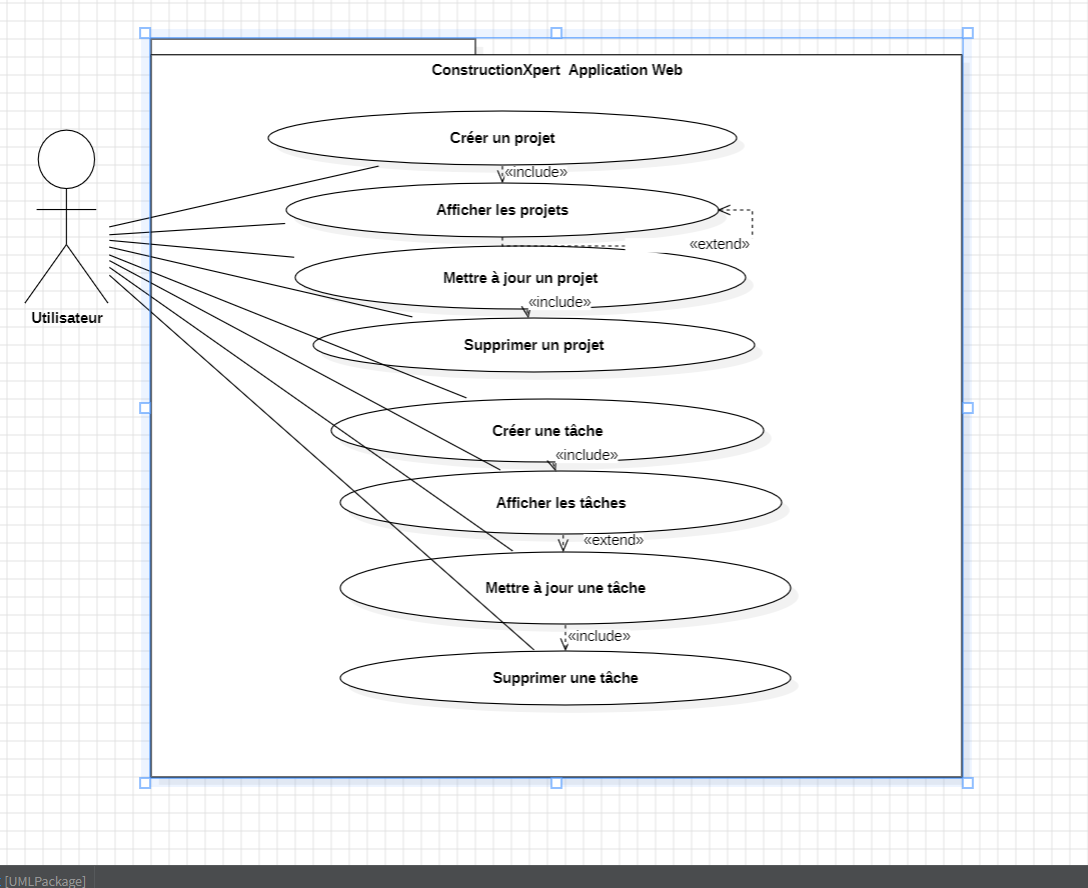 ConstructionXpert Application Web
Créer un projet
«include»
Afficher les projets
«extend»
Mettre à jour un projet
«include»
Utilisateur
Supprimer un projet
Créer une tâche
«include»
Afficher les tâches
«extend»
Mettre à jour une tâche
«include»
Supprimer une tâche
[UMLPackage]